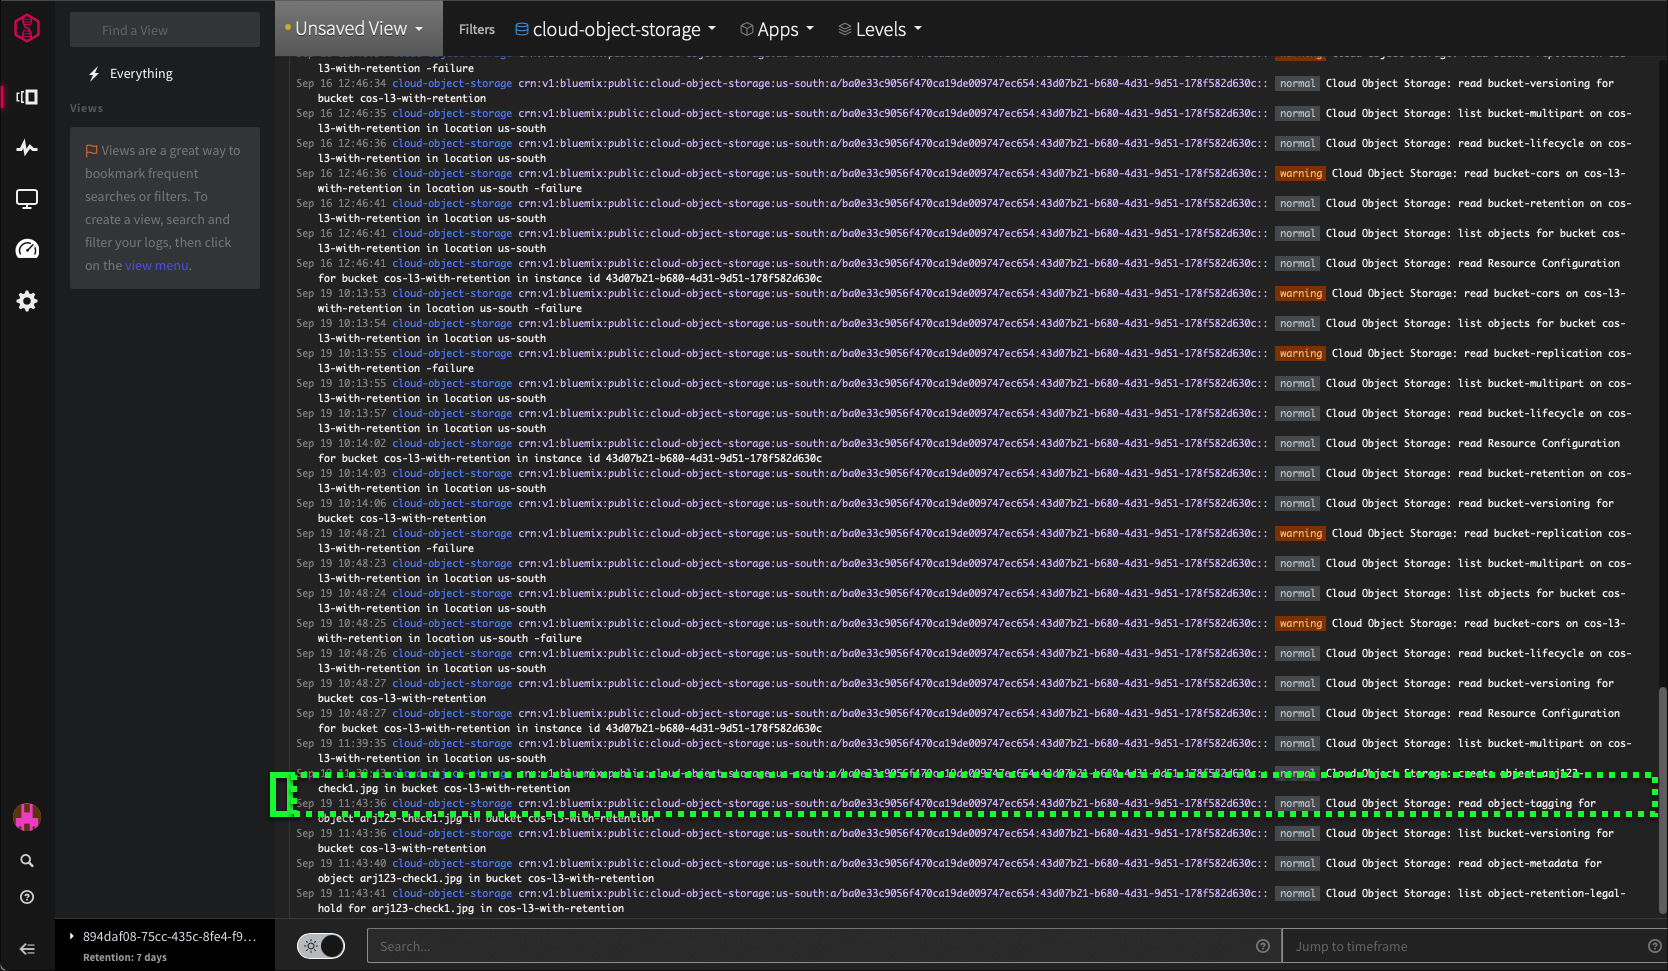 Find a View
Everything
Views
Views are a great way to
bookmark frequent
searches or filters. To
create a view, search and
filter your logs, then click
on the view menu.
894daf08-75cc-435c-8fe4-f9...
Retention: 7 days
Unsaved View
Filters
cloud-object-storage
Apps
Levels
l3-with-retention -failure
Sep 16 12:46:34 cloud-object-storage crn:v1:bluemix:public:cloud-object-storage:us-south:a/ba0e33c9056f470ca19de009747ec654:43d07b21-b680-4d31-9d51-178f582d630c:: normal Cloud Object Storage: read bucket-versioning for
bucket cos-l3-with-retention
Sep 16 12:46:35 cloud-object-storage crn:v1:bluemix:public:cloud-object-storage:us-south:a/ba0e33c9056f470ca19de009747ec654:43d07b21-b680-4d31-9d51-178f582d630c:: normal Cloud Object Storage: list bucket-multipart on cos-
l3-with-retention in location us-south
Sep 16 12:46:36 cloud-object-storage crn:v1:bluemix:public:cloud-object-storage:us-south:a/ba0e33c9056f470ca19de009747ec654:43d07b21-b680-4d31-9d51-178f582d630c:: normal Cloud Object Storage: read bucket-lifecycle on cos-
l3-with-retention in location us-south
Sep 16 12:46:36 cloud-object-storage crn:v1:bluemix:public:cloud-object-storage:us-south:a/ba0e33c9056f470ca19de009747ec654:43d07b21-b680-4d31-9d51-178f582d630c:: warning Cloud Object Storage: read bucket-cors on cos-l3-
with-retention in location us-south -failure
Sep 16 12:46:41 cloud-object-storage crn:v1:bluemix:public:cloud-object-storage:us-south:a/ba0e33c9056f470ca19de009747ec654:43d07b21-b680-4d31-9d51-178f582d630c:: normal Cloud Object Storage: read bucket-retention on cos-
l3-with-retention in location us-south
Sep 16 12:46:41 cloud-object-storage crn:v1:bluemix:public:cloud-object-storage:us-south:a/ba0e33c9056f470ca19de009747ec654:43d07b21-b680-4d31-9d51-178f582d630c:: normal Cloud Object Storage: list objects for bucket cos-
l3-with-retention in location us-south
Sep 16 12:46:41 cloud-object-storage crn:v1:bluemix:public:cloud-object-storage:us-south:a/ba0e33c9056f470ca19de009747ec654:43d07b21-b680-4d31-9d51-178f582d630c:: normal Cloud Object Storage: read Resource Configuration
for bucket cos-l3-with-retention in instance id 43d07b21-b680-4d31-9d51-178f582d630c
Sep 19 10:13:53 cloud-object-storage crn:v1:bluemix:public:cloud-object-storage:us-south:a/ba0e33c9056f470ca19de009747ec654:43d07b21-b680-4d31-9d51-178f582d630c:: warning Cloud Object Storage: read bucket-cors on cos-l3-
with-retention in location us-south -failure
Sep 19 10:13:54 cloud-object-storage crn:v1:bluemix:public:cloud-object-storage:us-south:a/ba0e33c9056f470ca19de009747ec654:43d07b21-b680-4d31-9d51-178f582d630c:: normal Cloud Object Storage: list objects for bucket cos-
l3-with-retention in location us-south
Sep 19 10:13:55 cloud-object-storage crn:v1:bluemix:public:cloud-object-storage:us-south:a/ba0e33c9056f470ca19de009747ec654:43d07b21-b680-4d31-9d51-178f582d630c:: warning Cloud Object Storage: read bucket-replication cos-
l3-with-retention -failure
Sep 19 10:13:55 cloud-object-storage crn:v1:bluemix:public:cloud-object-storage:us-south:a/ba0e33c9056f470ca19de009747ec654:43d07b21-b680-4d31-9d51-178f582d630c:: normal Cloud Object Storage: list bucket-multipart on cos-
l3-with-retention in location us-south
Sep 19 10:13:57 cloud-object-storage crn:v1:bluemix:public:cloud-object-storage:us-south:a/ba0e33c9056f470ca19de009747ec654:43d07b21-b680-4d31-9d51-178f582d630c:: normal Cloud Object Storage: read bucket-lifecycle on cos-
l3-with-retention in location us-south
Sep 19 10:14:02 cloud-object-storage crn:v1:bluemix:public:cloud-object-storage:us-south:a/ba0e33c9056f470ca19de009747ec654:43d07b21-b680-4d31-9d51-178f582d630c:: normal Cloud Object Storage: read Resource Configuration
for bucket cos-l3-with-retention in instance id 43d07b21-b680-4d31-9d51-178f582d630c
Sep 19 10:14:03 cloud-object-storage crn:v1:bluemix:public:cloud-object-storage:us-south:a/ba0e33c9056f470ca19de009747ec654:43d07b21-b680-4d31-9d51-178f582d630c:: normal Cloud Object Storage: read bucket-retention on cos-
l3-with-retention in location us-south
Sep 19 10:14:06 cloud-object-storage crn:v1:bluemix:public:cloud-object-storage:us-south:a/ba0e33c9056f470ca19de009747ec654:43d07b21-b680-4d31-9d51-178f582d630c:: normal Cloud Object Storage: read bucket-versioning for
bucket cos-l3-with-retention
Sep 19 10:48:21 cloud-object-storage crn:v1:bluemix:public:cloud-object-storage:us-south:a/ba0e33c9056f470ca19de009747ec654:43d07b21-b680-4d31-9d51-178f582d630c:: warning Cloud Object Storage: read bucket-replication cos-
l3-with-retention -failure
Sep 19 10:48:23 cloud-object-storage crn:v1:bluemix:public:cloud-object-storage:us-south:a/ba0e33c9056f470ca19de009747ec654:43d07b21-b680-4d31-9d51-178f582d630c:: normal Cloud Object Storage: list bucket-multipart on cos-
l3-with-retention in location us-south
Sep 19 10:48:24 cloud-object-storage crn:v1:bluemix:public:cloud-object-storage:us-south:a/ba0e33c9056f470ca19de009747ec654:43d07b21-b680-4d31-9d51-178f582d630c:: normal Cloud Object Storage: list objects for bucket cos-
l3-with-retention in location us-south
Sep 19 10:48:25 cloud-object-storage crn:v1:bluemix:public:cloud-object-storage:us-south:a/ba0e33c9056f470ca19de009747ec654:43d07b21-b680-4d31-9d51-178f582d630c:: warning Cloud Object Storage: read bucket-cors on cos-l3-
with-retention in location us-south -failure
Sep 19 10:48:26 cloud-object-storage crn:v1:bluemix:public:cloud-object-storage:us-south:a/ba0e33c9056f470ca19de009747ec654:43d07b21-b680-4d31-9d51-178f582d630c:: normal Cloud Object Storage: read bucket-lifecycle on cos-
l3-with-retention in location us-south
Sep 19 10:48:27 cloud-object-storage crn:v1:bluemix:public:cloud-object-storage:us-south:a/ba0e33c9056f470ca19de009747ec654:43d07b21-b680-4d31-9d51-178f582d630c:: normal Cloud Object Storage: read bucket-versioning for
bucket cos-l3-with-retention
Sep 19 10:48:27 cloud-object-storage crn:v1:bluemix:public:cloud-object-storage:us-south:a/ba0e33c9056f470ca19de009747ec654:43d07b21-b680-4d31-9d51-178f582d630c:: normal Cloud Object Storage: read Resource Configuration
for bucket cos-l3-with-retention in instance id 43d07b21-b680-4d31-9d51-178f582d630c
Sep 19 11:39:35 cloud-object-storage crn:v1:bluemix:public:cloud-object-storage:us-south:a/ba0e33c9056f470ca19de009747ec654:43d07b21-b680-4d31-9d51-178f582d630c:: normal Cloud Object Storage: list bucket-multipart on cos-
l3-with-retention in location us-south
check1.jpg in bucket cos-l3-with-retention
Sep 19 11:43:36 cloud-object-storage crn:v1:bluemix:public:cloud-object-storage:us-south:a/ba0e33c9056f470ca19de009747ec654:43d07b21-b680-4d31-9d51-178f582d630c:: normal Cloud Object Storage: read object-tagging for
object arj123-check1.jpg in bucket cos-l3-with-retention
Sep 19 11:43:36 cloud-object-storage crn:v1:bluemix:public:cloud-object-storage:us-south:a/ba0e33c9056f470ca19de009747ec654:43d07b21-b680-4d31-9d51-178f582d630c:: normal Cloud Object Storage: list bucket-versioning for
bucket cos-l3-with-retention
Sep 19 11:43:40 cloud-object-storage crn:v1:bluemix:public:cloud-object-storage:us-south:a/ba0e33c9056f470ca19de009747ec654:43d07b21-b680-4d31-9d51-178f582d630c:: normal Cloud Object Storage: read object-metadata for
object arj123-check1.jpg in bucket cos-l3-with-retention
Sep 19 11:43:41 cloud-object-storage crn:v1:bluemix:public:cloud-object-storage:us-south:a/ba0e33c9056f470ca19de009747ec654:43d07b21-b680-4d31-9d51-178f582d630c:: normal Cloud Object Storage: list object-retention-legal-
hold for arj123-check1.jpg in cos-l3-with-retention
Search...
Jump to timeframe